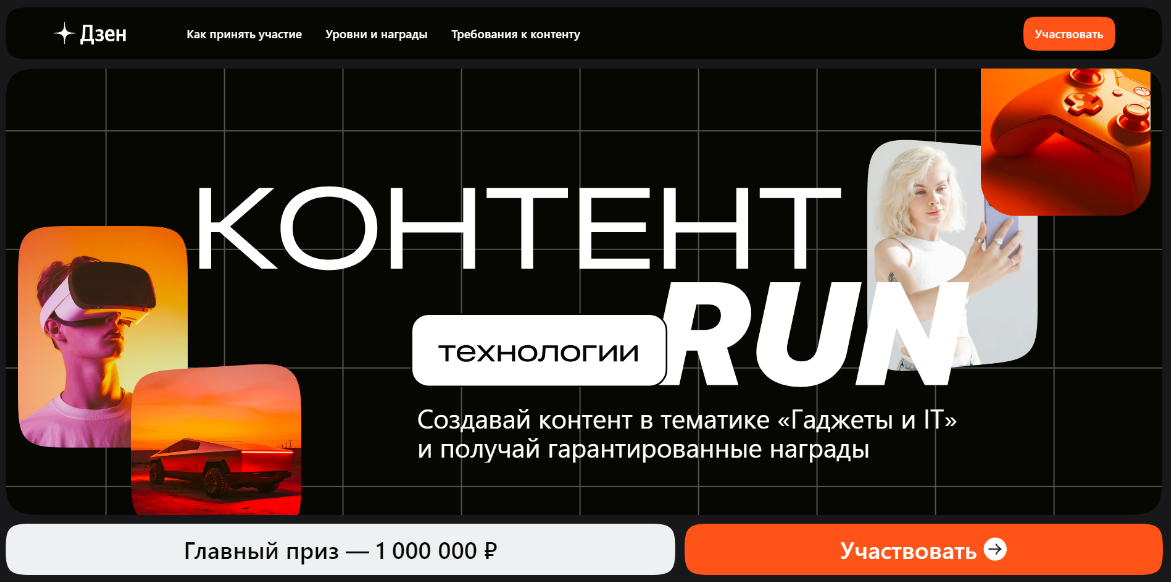 Дзен
Как принять участие
Уровни и награды
Требования к контенту
Участвовать
КОНТЕНТ
RUN
технологии
Создавай контент в тематике «Гаджеты и IT»
и получай гарантированные награды
Главный приз — 1 000 000 ₽
Участвовать